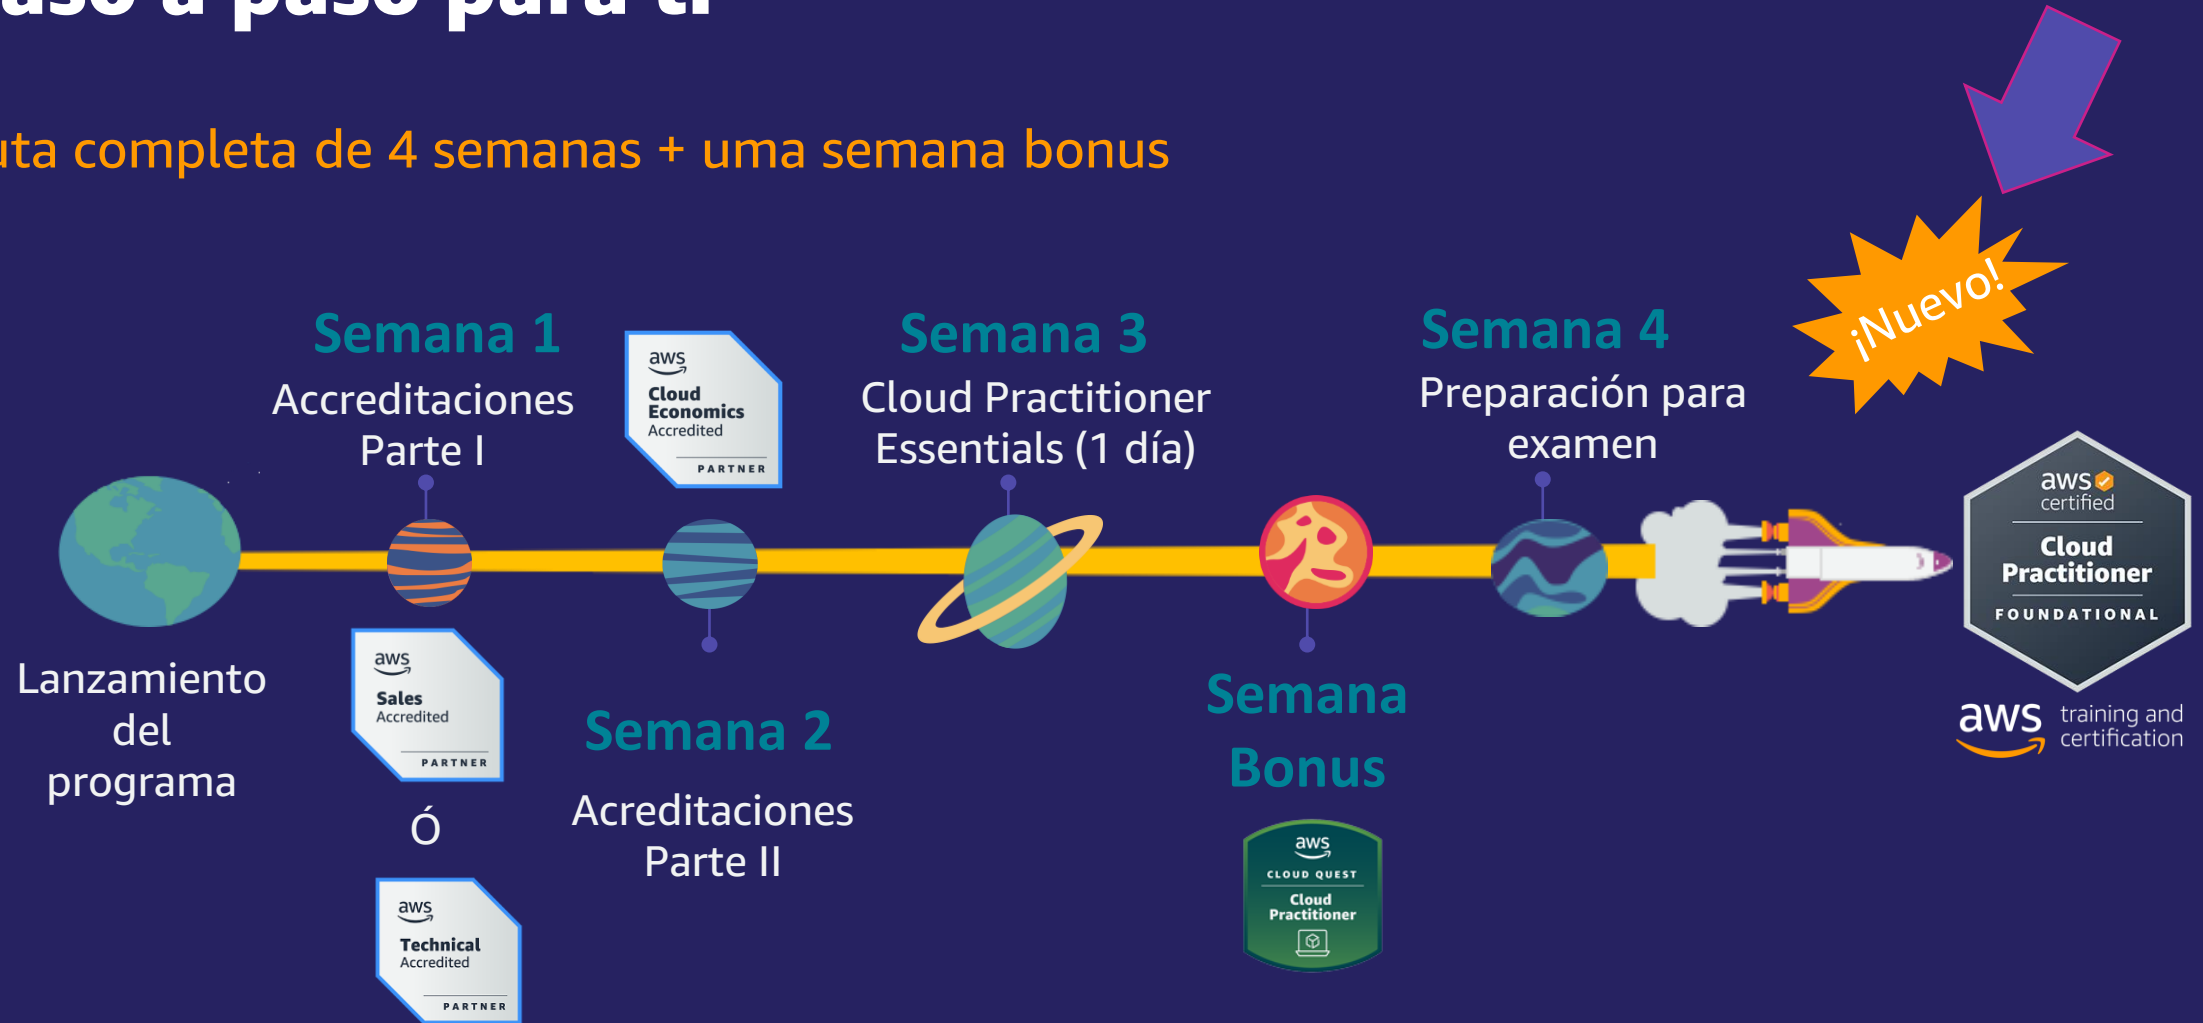 a paso para ti
completa de 4 semanas + uma semana bonus
¡Nuevo!
Semana 1
Accreditaciones
Parte I
aws
Cloud
Economics
Accredited
PARTNER
Semana 3
Cloud Practitioner
Essentials (1 día)
Semana 4
Preparación para
examen
aws
certified
Cloud
Practitioner
FOUNDATIONAL
aws training and
certification
Lanzamiento
del
programa
aws
Sales
Accredited
PARTNER
Ó
aws
Technical
Accredited
PARTNER
Semana 2
Acreditaciones
Parte II
Semana
Bonus
aws
CLOUD QUEST
Cloud
Practitioner